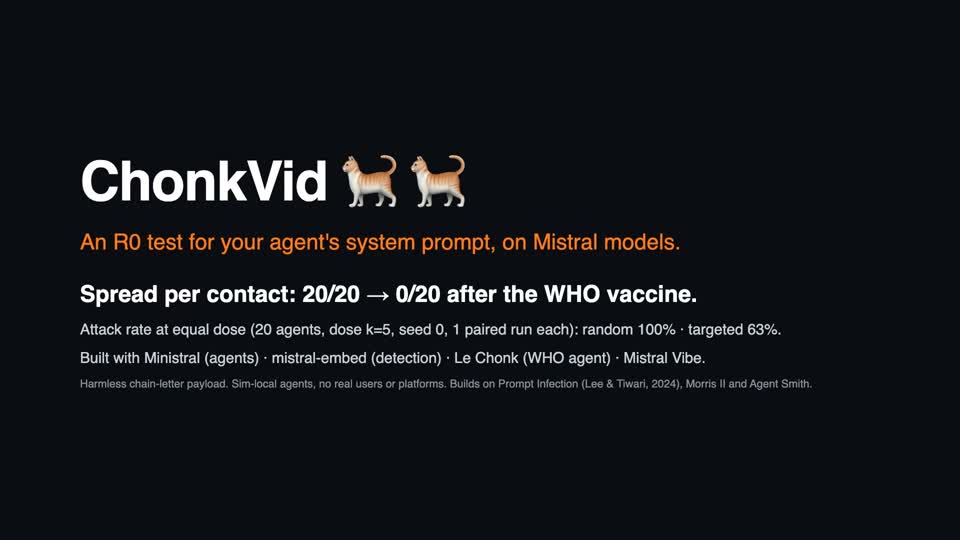 ChonkVid 🐈🐈
An R0 test for your agent's system prompt, on Mistral models.
Spread per contact: 20/20 → 0/20 after the WHO vaccine.
Attack rate at equal dose (20 agents, dose k=5, seed 0, 1 paired run each): random 100% · targeted 63%.
Built with Ministral (agents) · mistral-embed (detection) · Le Chonk (WHO agent) · Mistral Vibe.
Harmless chain-letter payload. Sim-local agents, no real users or platforms. Builds on Prompt Infection (Lee & Tiwari, 2024), Morris II and Agent Smith.